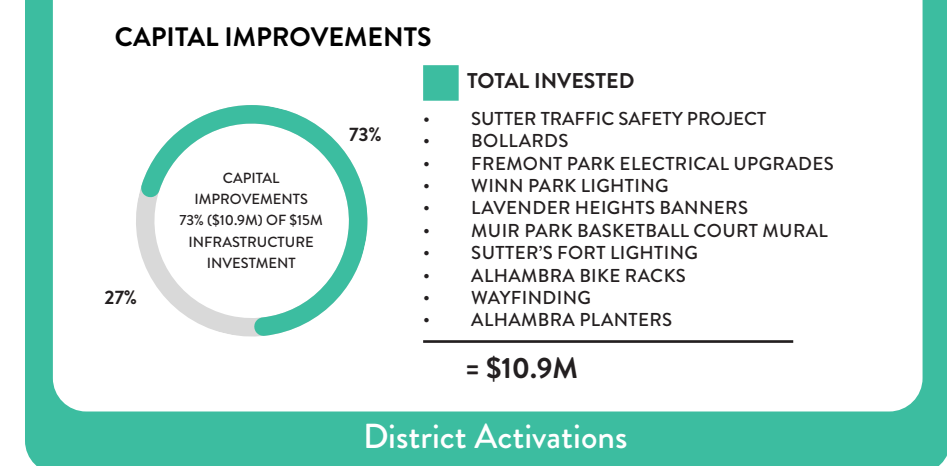 CAPITAL IMPROVEMENTS
73%
CAPITAL
IMPROVEMENTS
73% ($10.9M) OF $15M
INFRASTRUCTURE
INVESTMENT
27%
TOTAL INVESTED
• SUTTER TRAFFIC SAFETY PROJECT
• BOLLARDS
• FREMONT PARK ELECTRICAL UPGRADES
• WINN PARK LIGHTING
• LAVENDER HEIGHTS BANNERS
• MUIR PARK BASKETBALL COURT MURAL
• SUTTER'S FORT LIGHTING
• ALHAMBRA BIKE RACKS
• WAYFINDING
• ALHAMBRA PLANTERS
= $10.9M
District Activations